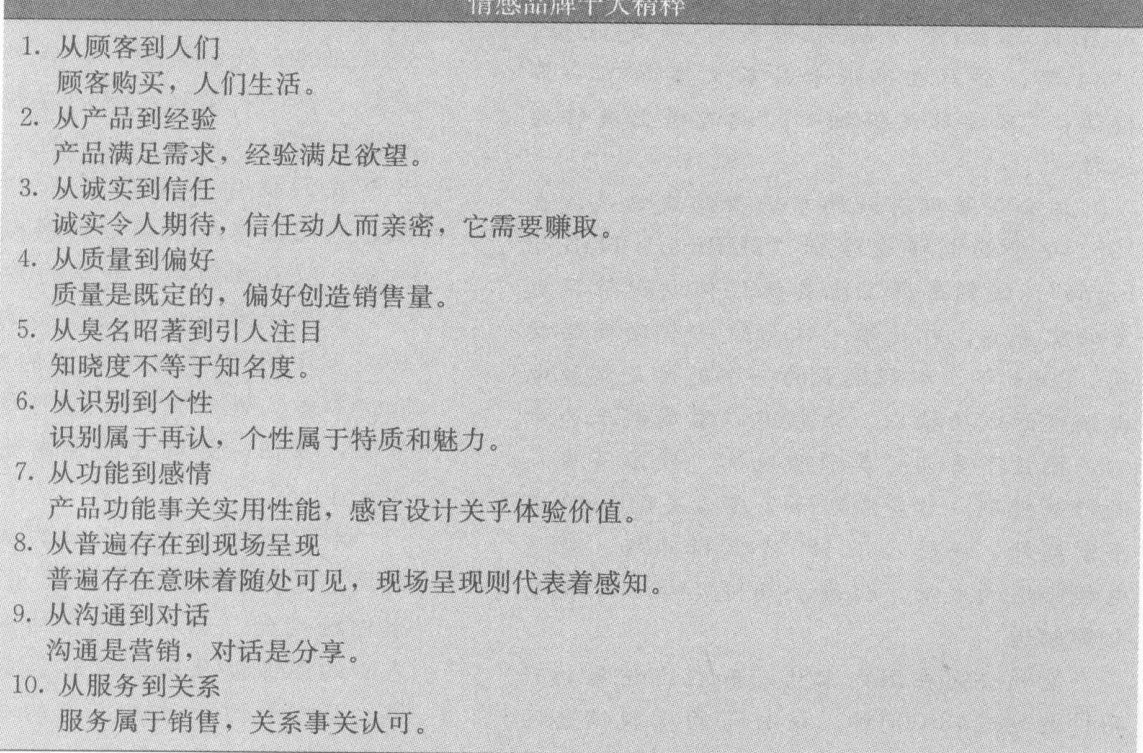 情感品牌十大精粹
1. 从顾客到人们
顾客购买，人们生活。
2. 从产品到经验
产品满足需求，经验满足欲望。
3. 从诚实到信任
诚实令人期待，信任动人而亲密，它需要赚取。
4. 从质量到偏好
质量是既定的，偏好创造销售量。
5. 从臭名昭著到引人注目
知晓度不等于知名度。
6. 从识别到个性
识别属于再认，个性属于特质和魅力。
7. 从功能到感情
产品功能事关实用性能，感官设计关乎体验价值。
8. 从普遍存在到现场呈现
普遍存在意味着随处可见，现场呈现则代表着感知。
9. 从沟通到对话
沟通是营销，对话是分享。
10. 从服务到关系
服务属于销售，关系事关认可。